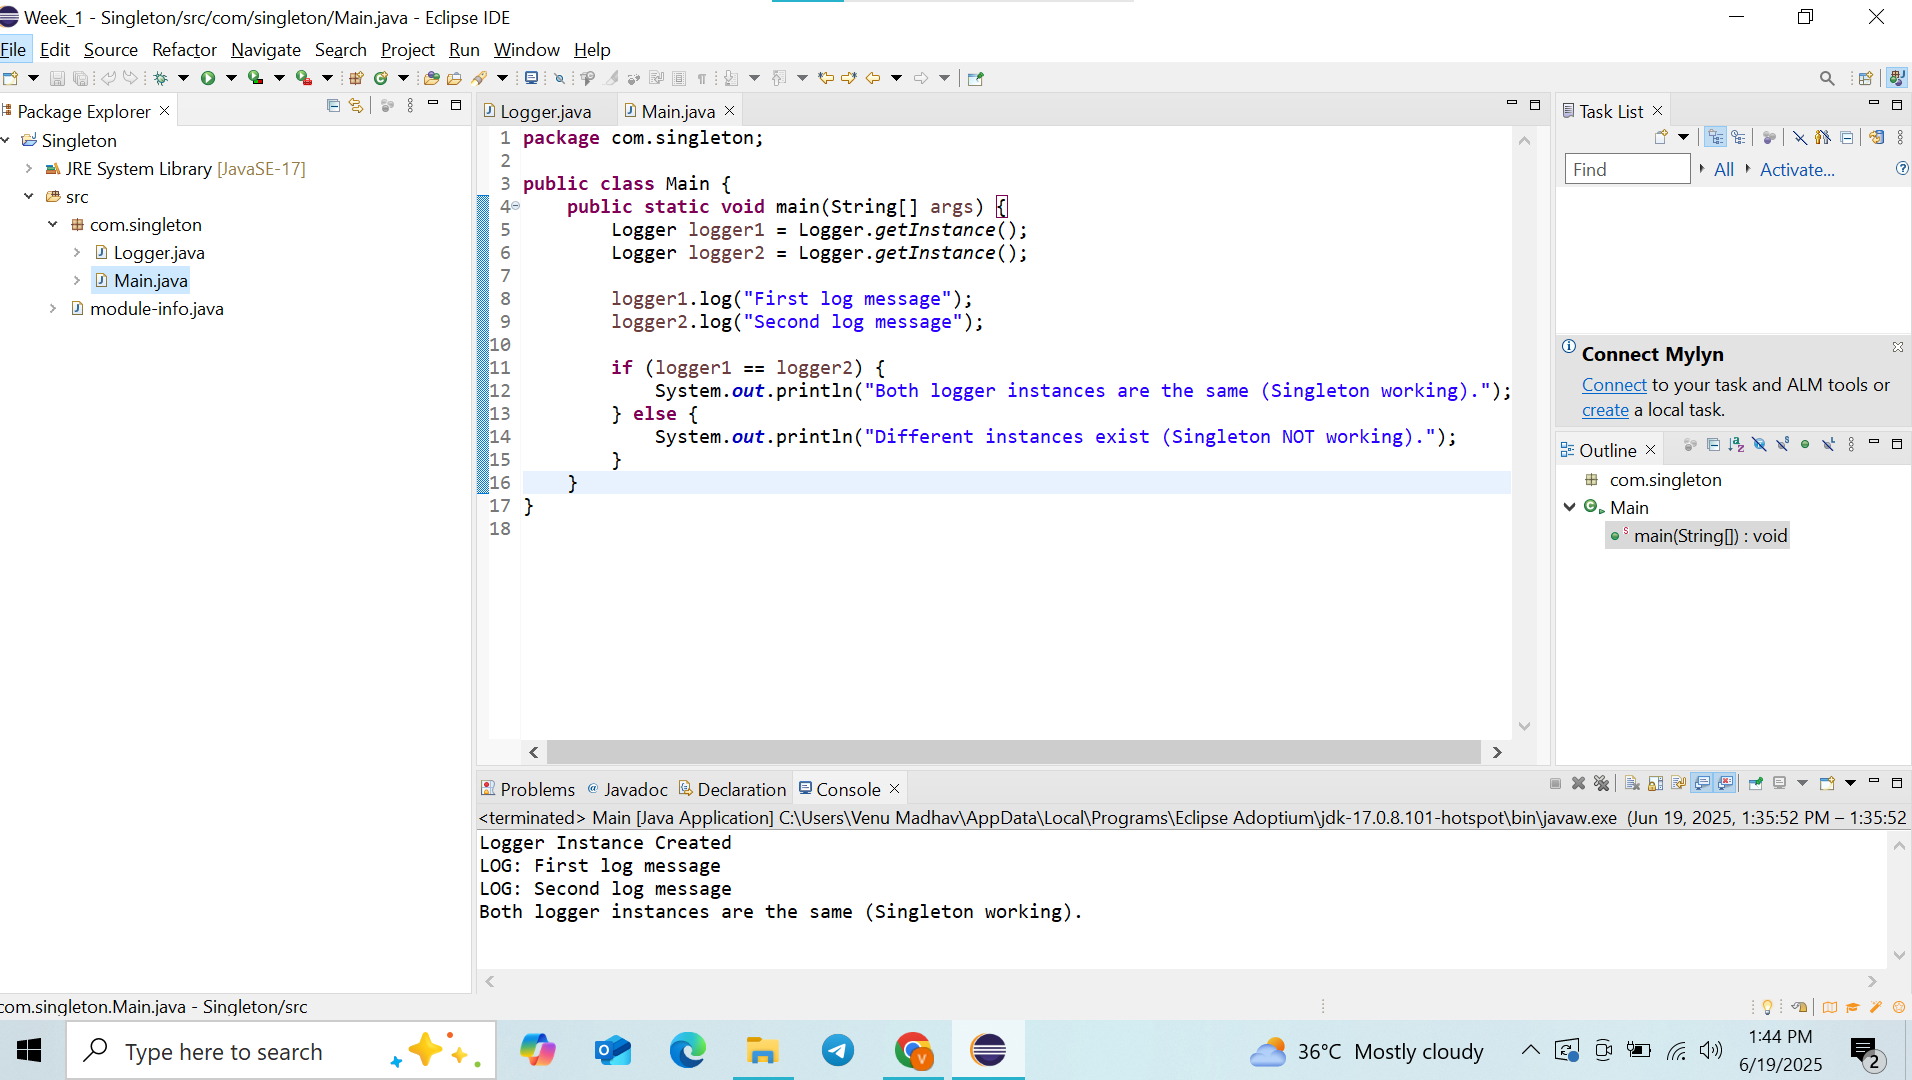 Week_1 - Singleton/src/com/singleton/Main.java - Eclipse IDE
File Edit Source Refactor Navigate Search Project Run Window Help
Package Explorer
Singleton
JRE System Library [JavaSE-17]
src
com.singleton
Logger.java
Main.java
module-info.java
Logger.java Main.java
1 package com.singleton;
2
3 public class Main {
4 public static void main(String[] args) {
5 Logger logger1 = Logger.getInstance();
6 Logger logger2 = Logger.getInstance();
7
8 logger1.log("First log message");
9 logger2.log("Second log message");
10
11 if (logger1 == logger2) {
12 System.out.println("Both logger instances are the same (Singleton working).");
13 } else {
14 System.out.println("Different instances exist (Singleton NOT working).");
15 }
16 }
17 }
18
Task List
Find All Activate...
Connect Mylyn
Connect to your task and ALM tools or
create a local task.
Outline
com.singleton
Main
main(String[]) : void
Problems Javadoc Declaration Console
<terminated> Main [Java Application] C:\Users\Venu Madhav\AppData\Local\Programs\Eclipse Adoptium\jdk-17.0.8.101-hotspot\bin\javaw.exe (Jun 19, 2025, 1:35:52 PM – 1:35:52
Logger Instance Created
LOG: First log message
LOG: Second log message
Both logger instances are the same (Singleton working).
com.singleton.Main.java - Singleton/src
Type here to search
36°C Mostly cloudy
1:44 PM
6/19/2025
2